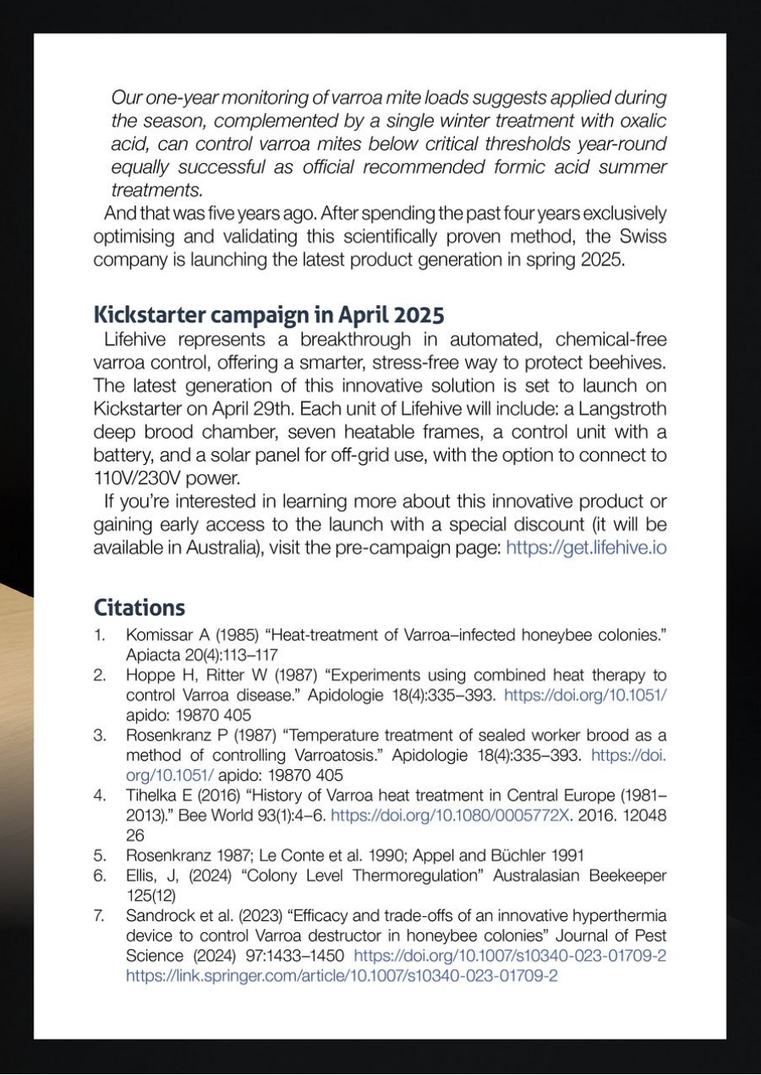 Our one-year monitoring of varroa mite loads suggests applied during
the season, complemented by a single winter treatment with oxalic
acid, can control varroa mites below critical thresholds year-round
equally successful as official recommended formic acid summer
treatments.
And that was five years ago. After spending the past four years exclusively
optimising and validating this scientifically proven method, the Swiss
company is launching the latest product generation in spring 2025.
Kickstarter campaign in April 2025
Lifehive represents a breakthrough in automated, chemical-free
varroa control, offering a smarter, stress-free way to protect beehives.
The latest generation of this innovative solution is set to launch on
Kickstarter on April 29th. Each unit of Lifehive will include: a Langstroth
deep brood chamber, seven heatable frames, a control unit with a
battery, and a solar panel for off-grid use, with the option to connect to
110V/230V power.
If you’re interested in learning more about this innovative product or
gaining early access to the launch with a special discount (it will be
available in Australia), visit the pre-campaign page: https://get.lifehive.io
Citations
1. Komissar A (1985) “Heat-treatment of Varroa–infected honeybee colonies.”
Apiacta 20(4):113–117
2. Hoppe H, Ritter W (1987) “Experiments using combined heat therapy to
control Varroa disease.” Apidologie 18(4):335–393. https://doi.org/10.1051/
apido: 19870 405
3. Rosenkranz P (1987) “Temperature treatment of sealed worker brood as a
method of controlling Varroatosis.” Apidologie 18(4):335–393. https://doi.
org/10.1051/ apido: 19870 405
4. Tihelka E (2016) “History of Varroa heat treatment in Central Europe (1981–
2013).” Bee World 93(1):4–6. https://doi.org/10.1080/0005772X. 2016. 12048
26
5. Rosenkranz 1987; Le Conte et al. 1990; Appel and Büchler 1991
6. Ellis, J, (2024) “Colony Level Thermoregulation” Australasian Beekeeper
125(12)
7. Sandrock et al. (2023) “Efficacy and trade-offs of an innovative hyperthermia
device to control Varroa destructor in honeybee colonies” Journal of Pest
Science (2024) 97:1433–1450 https://doi.org/10.1007/s10340-023-01709-2
https://link.springer.com/article/10.1007/s10340-023-01709-2